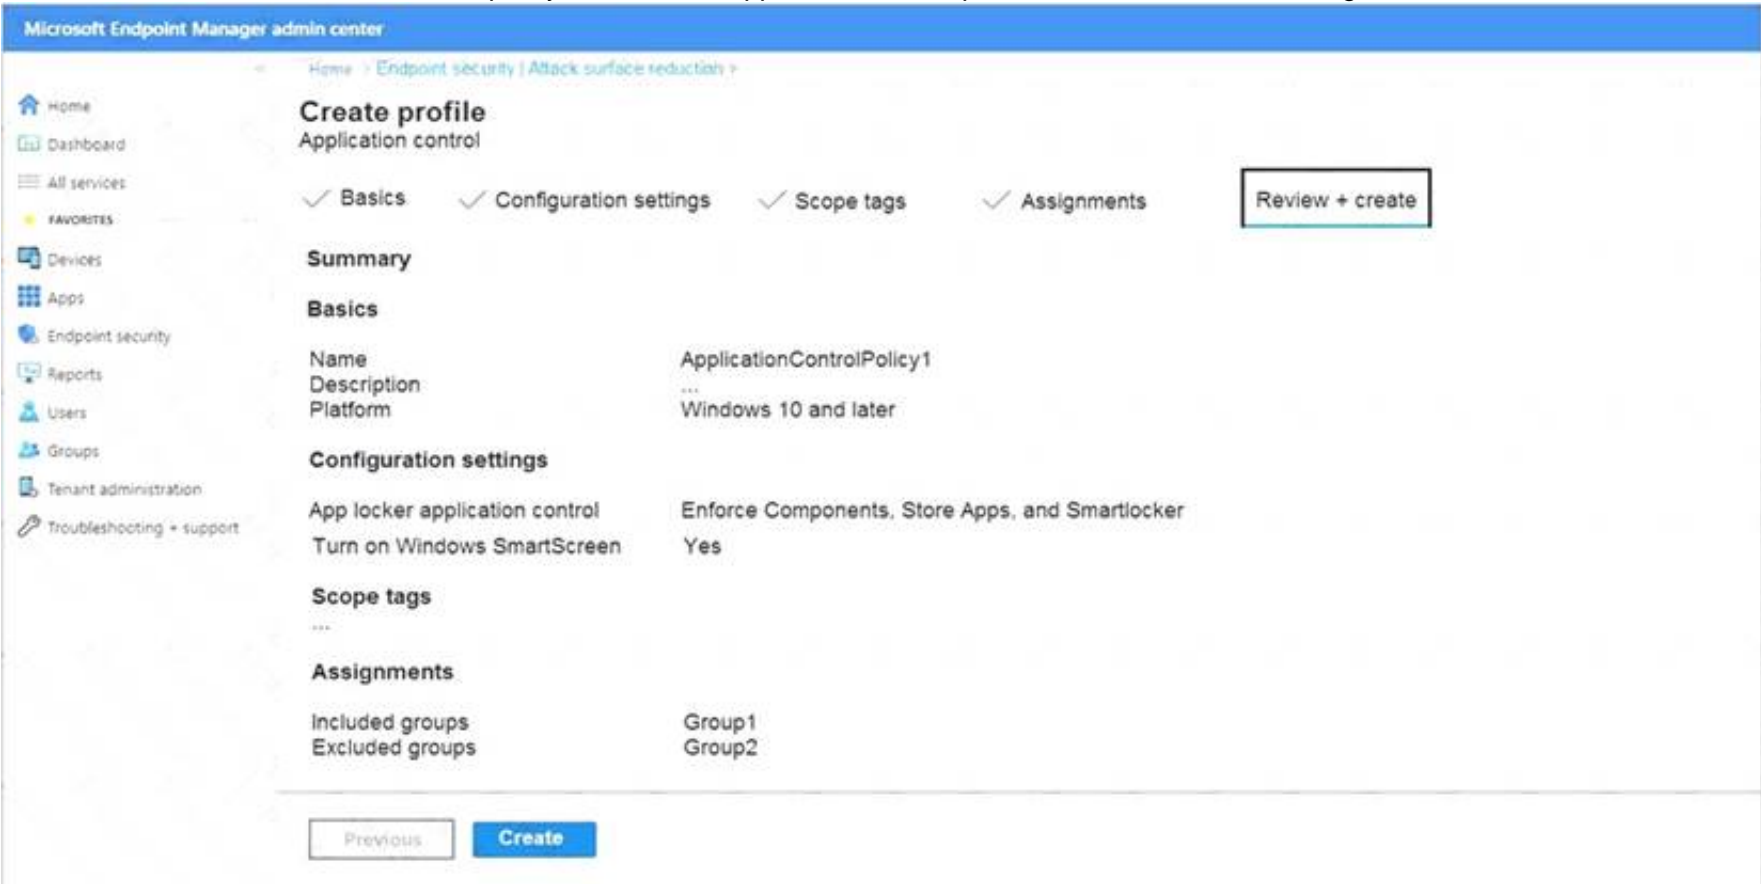 Microsoft Endpoint Manager admin center
Home > Endpoint security | Attack surface reduction >
Home
Dashboard
All services
FAVORITES
Devices
Apps
Endpoint security
Reports
Users
Groups
Tenant administration
Troubleshooting + support
Create profile
Application control
Basics Configuration settings Scope tags Assignments Review + create
Summary
Basics
Name ApplicationControlPolicy1
Description ...
Platform Windows 10 and later
Configuration settings
App locker application control Enforce Components, Store Apps, and Smartlocker
Turn on Windows SmartScreen Yes
Scope tags
...
Assignments
Included groups Group1
Excluded groups Group2
Previous Create